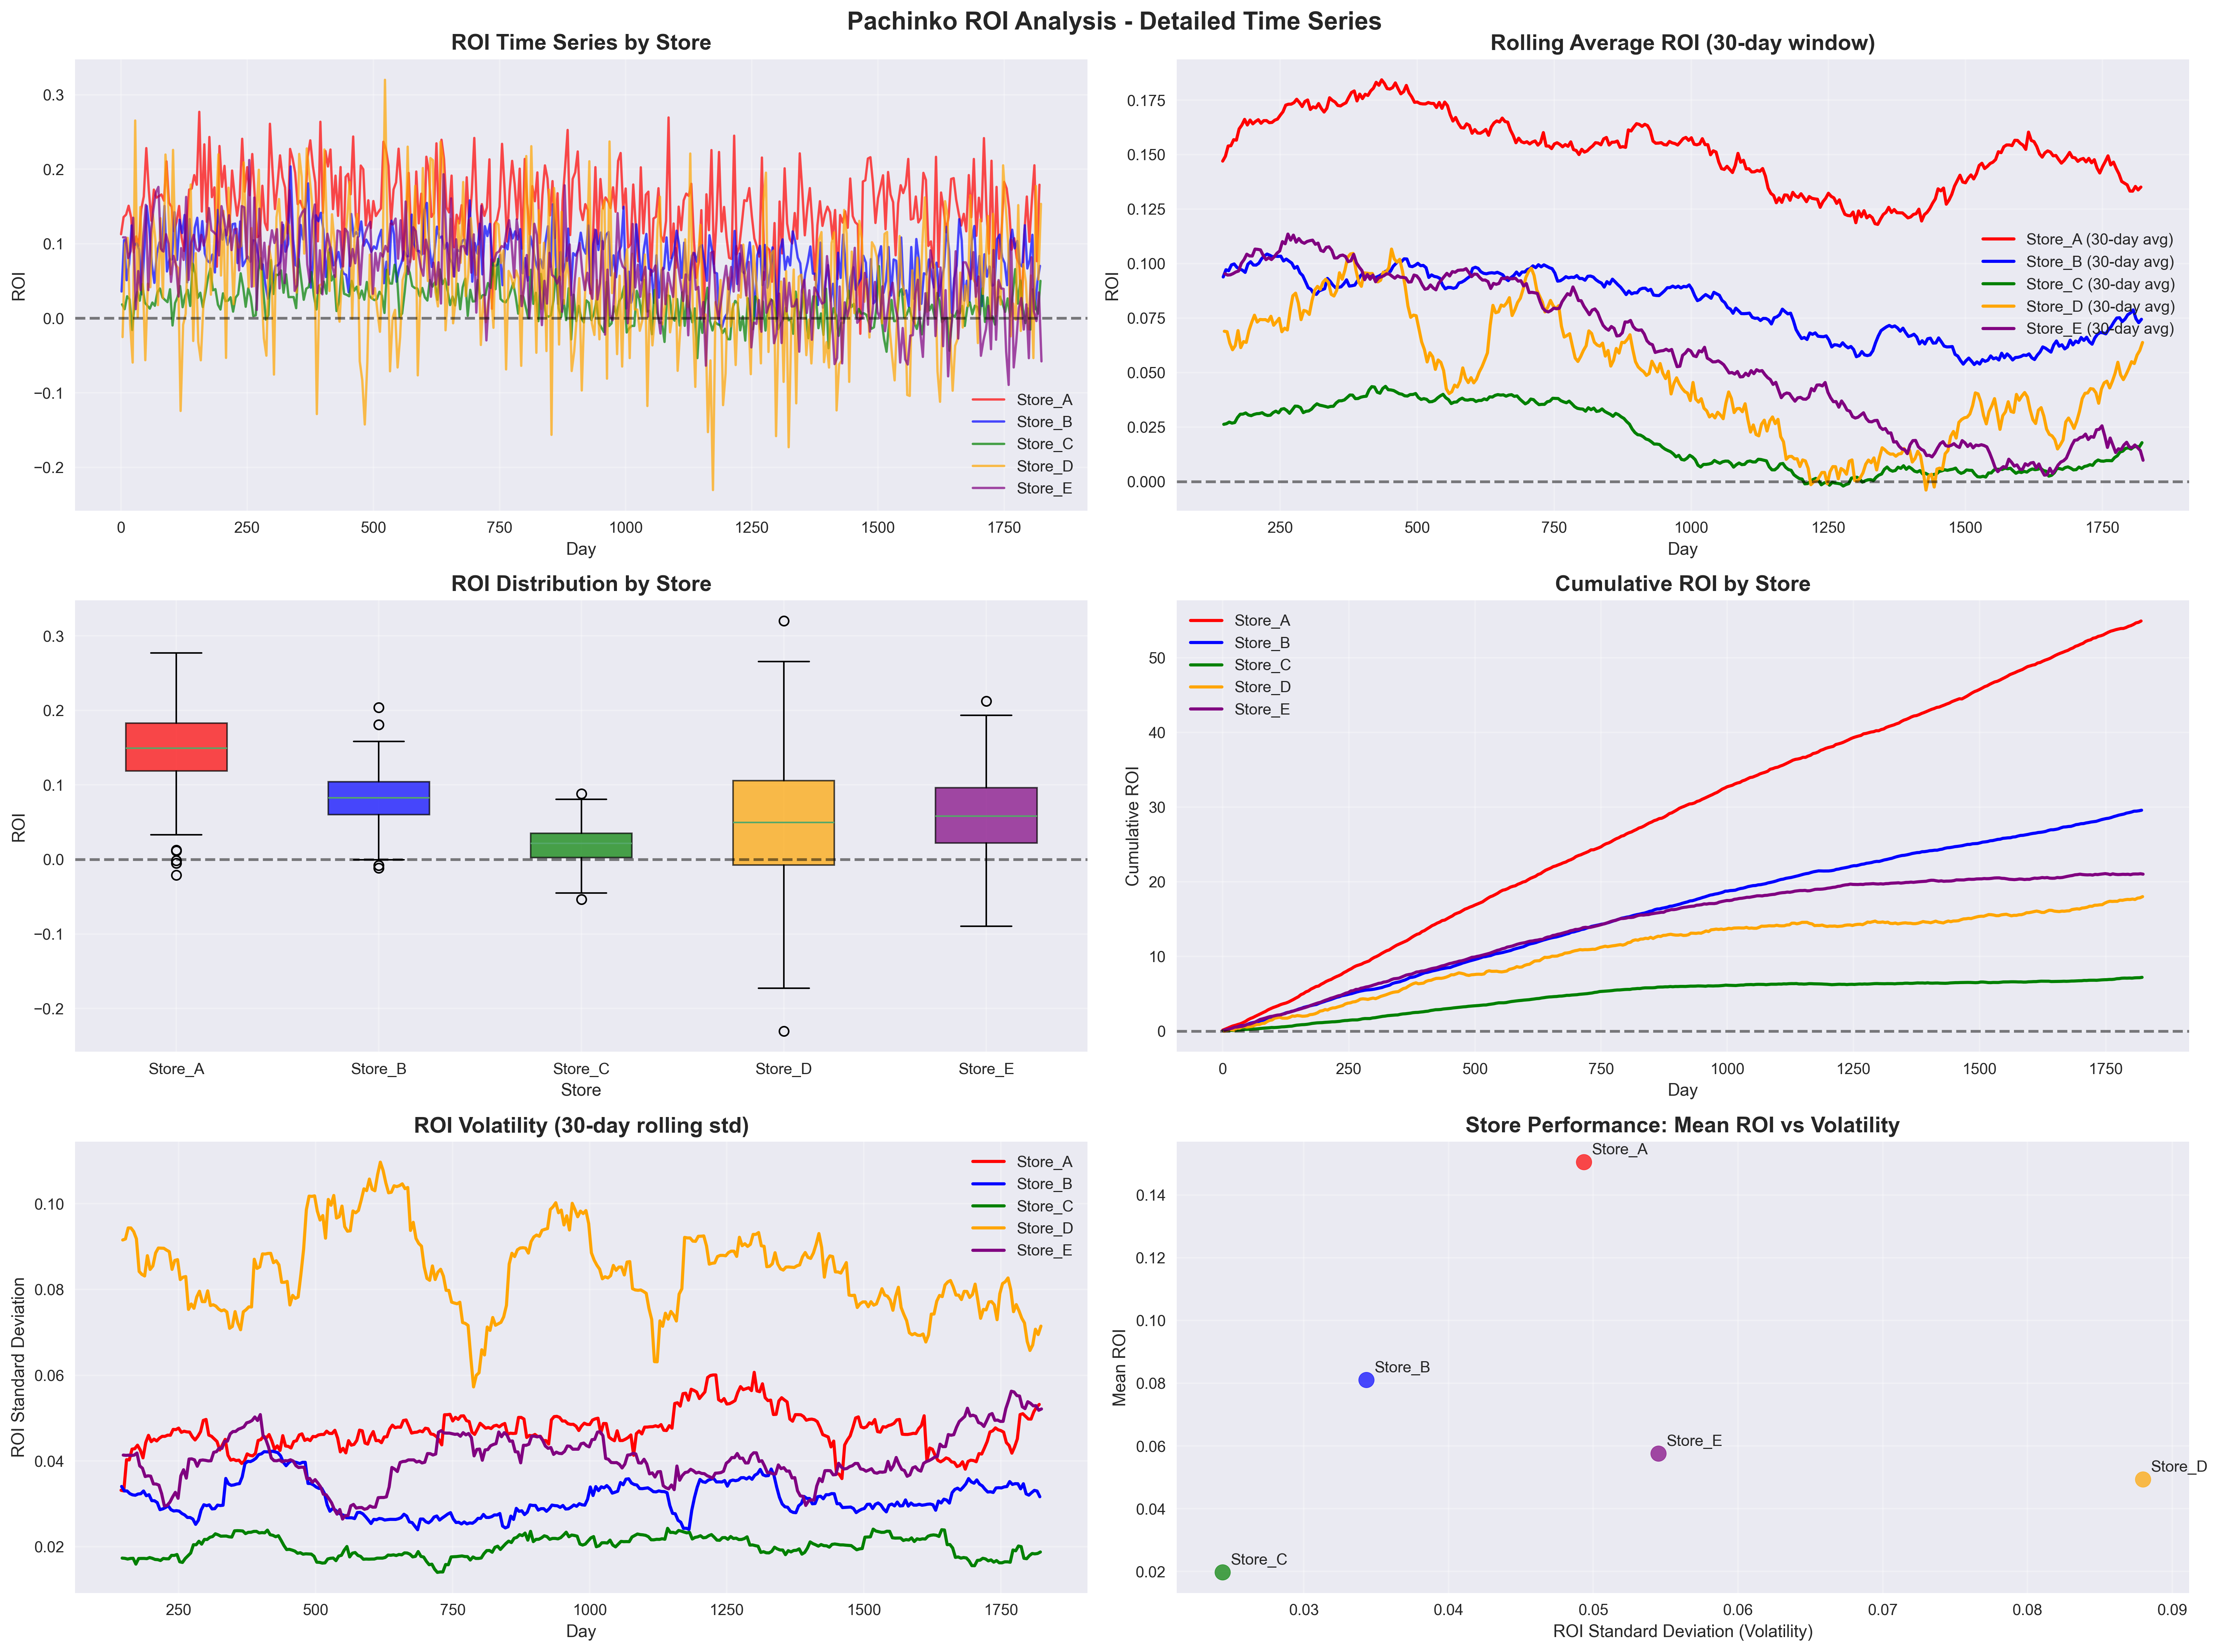 Pachinko ROI Analysis - Detailed Time Series
ROI Time Series by Store
0.3
0.2
0.1
0.0
−0.1
−0.2
ROI
0 250 500 750 1000 1250 1500 1750
Day
Store_A
Store_B
Store_C
Store_D
Store_E
Rolling Average ROI (30-day window)
0.175
0.150
0.125
0.100
0.075
0.050
0.025
0.000
ROI
250 500 750 1000 1250 1500 1750
Day
Store_A (30-day avg)
Store_B (30-day avg)
Store_C (30-day avg)
Store_D (30-day avg)
Store_E (30-day avg)
ROI Distribution by Store
0.3
0.2
0.1
0.0
−0.1
−0.2
ROI
Store_A Store_B Store_C Store_D Store_E
Store
Cumulative ROI by Store
50
40
30
20
10
0
Cumulative ROI
0 250 500 750 1000 1250 1500 1750
Day
Store_A
Store_B
Store_C
Store_D
Store_E
ROI Volatility (30-day rolling std)
0.10
0.08
0.06
0.04
0.02
ROI Standard Deviation
250 500 750 1000 1250 1500 1750
Day
Store_A
Store_B
Store_C
Store_D
Store_E
Store Performance: Mean ROI vs Volatility
0.14
0.12
0.10
0.08
0.06
0.04
0.02
Mean ROI
Store_A
Store_B
Store_E
Store_D
Store_C
0.03 0.04 0.05 0.06 0.07 0.08 0.09
ROI Standard Deviation (Volatility)